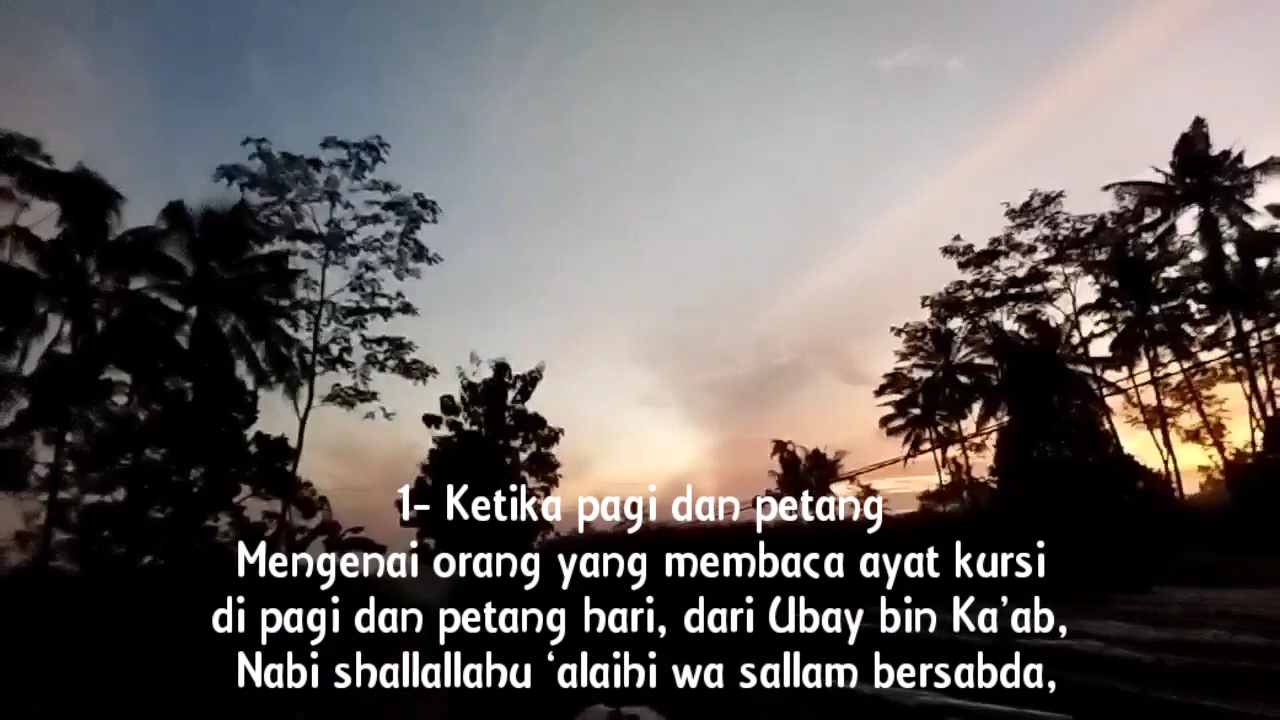 1- Ketika pagi dan petang
Mengenai orang yang membaca ayat kursi
di pagi dan petang hari, dari Ubay bin Ka’ab,
Nabi shallallahu ‘alaihi wa sallam bersabda,